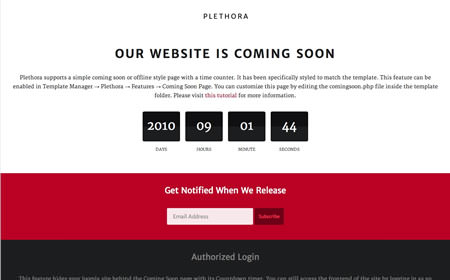 PLETHORA
OUR WEBSITE IS COMING SOON
Plethora supports a simple coming soon or offline style page with a time counter. It has been specifically styled to match the template. This feature can be
enabled in Template Manager → Plethora → Features → Coming Soon Page. You can customize this page by editing the comingsoon.php file inside the template
folder. Please visit this tutorial for more information.
2010 09 01 44
DAYS HOURS MINUTE SECONDS
Get Notified When We Release
Email Address Subscribe
Authorized Login
This feature hides your Joomla site behind the Coming Soon page with its Countdown timer. You can still access the frontend of the site by logging in as an